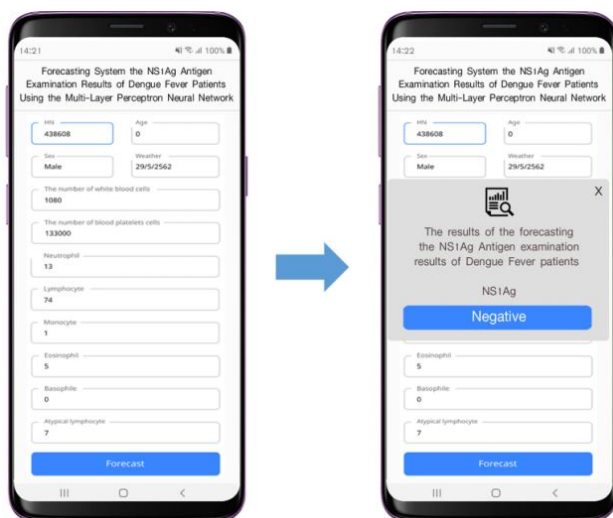 14:21
100%
Forecasting System the NS1Ag Antigen
Examination Results of Dengue Fever Patients
Using the Multi-Layer Perceptron Neural Network
HN
438608
Age
0
Sex
Male
Weather
29/5/2562
The number of white blood cells
1080
The number of blood platelets cells
133000
Neutrophil
13
Lymphocyte
74
Monocyte
1
Eosinophil
5
Basophile
0
Atypical lymphocyte
7
Forecast
14:22
100%
Forecasting System the NS1Ag Antigen
Examination Results of Dengue Fever Patients
Using the Multi-Layer Perceptron Neural Network
HN
438608
Age
0
Sex
Male
Weather
29/5/2562
X
The results of the forecasting
the NS1Ag Antigen examination
results of Dengue Fever patients
NS1Ag
Negative
Eosinophil
5
Basophile
0
Atypical lymphocyte
7
Forecast